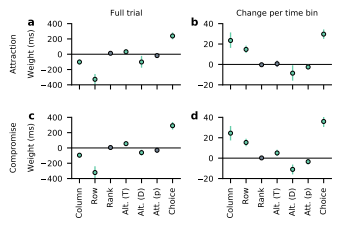 Full trial
Change per time bin
a
b
Attraction
Weight (ms)
400
200
0
−200
−400
40
20
0
−20
c
d
Compromise
Weight (ms)
400
200
0
−200
−400
40
20
0
−20
Column
Row
Rank
Alt. (T)
Alt. (D)
Att. (p)
Choice
Column
Row
Rank
Alt. (T)
Alt. (D)
Att. (p)
Choice